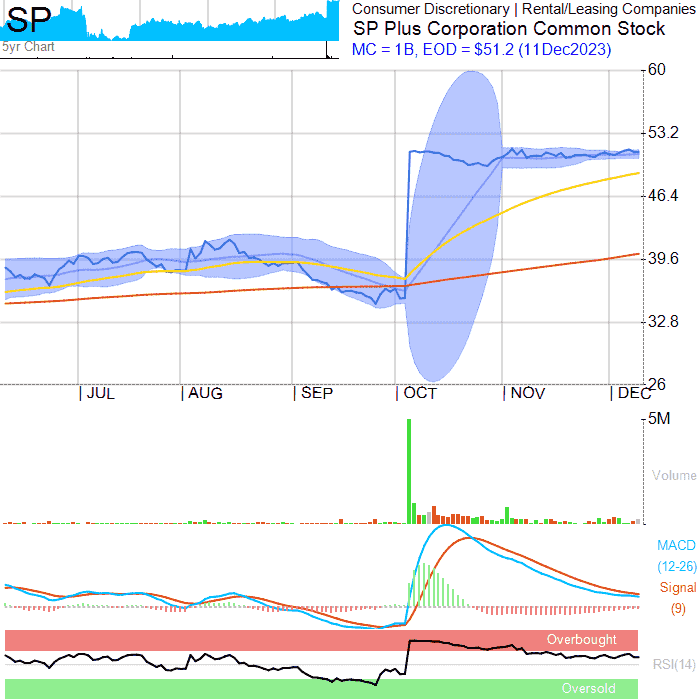 SP
5yr Chart
Consumer Discretionary | Rental/Leasing Companies
SP Plus Corporation Common Stock
MC = 1B, EOD = $51.2 (11Dec2023)
60
53.2
46.4
39.6
32.8
26
JUL
AUG
SEP
OCT
NOV
DEC
5M
Volume
MACD
(12-26)
Signal
(9)
Overbought
RSI(14)
Oversold